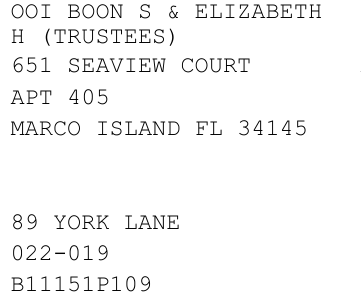 OOI BOON S & ELIZABETH
H (TRUSTEES)
651 SEAVIEW COURT
APT 405
MARCO ISLAND FL 34145
89 YORK LANE
022-019
B11151P109